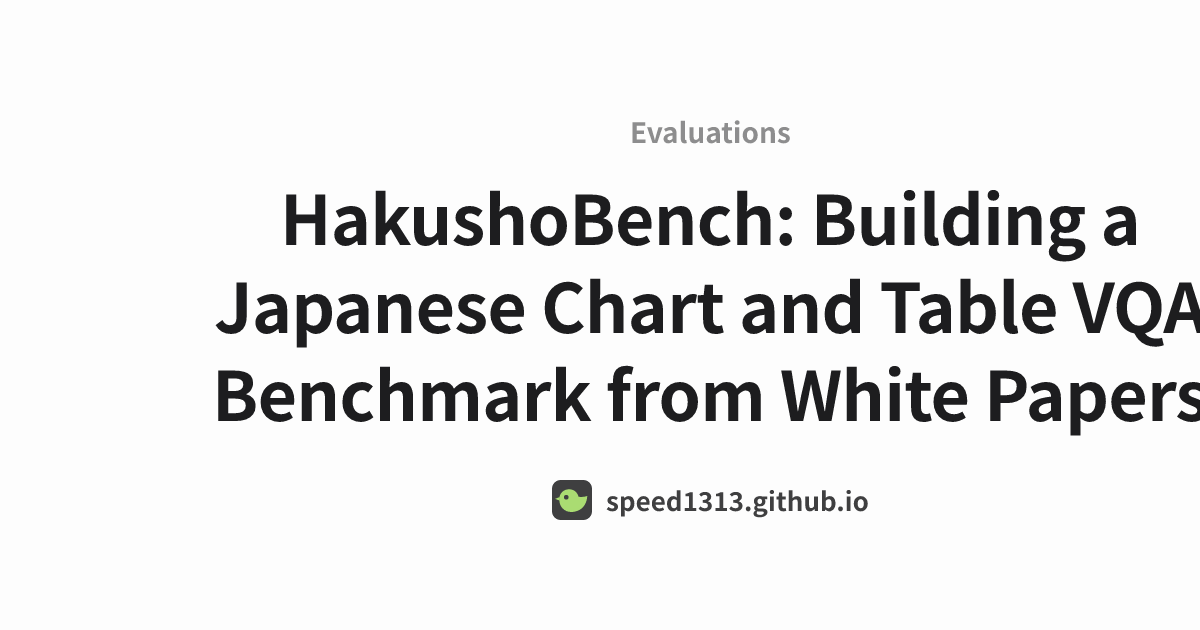 Evaluations
HakushoBench: Building a
Japanese Chart and Table VQA
Benchmark from White Papers
speed1313.github.io